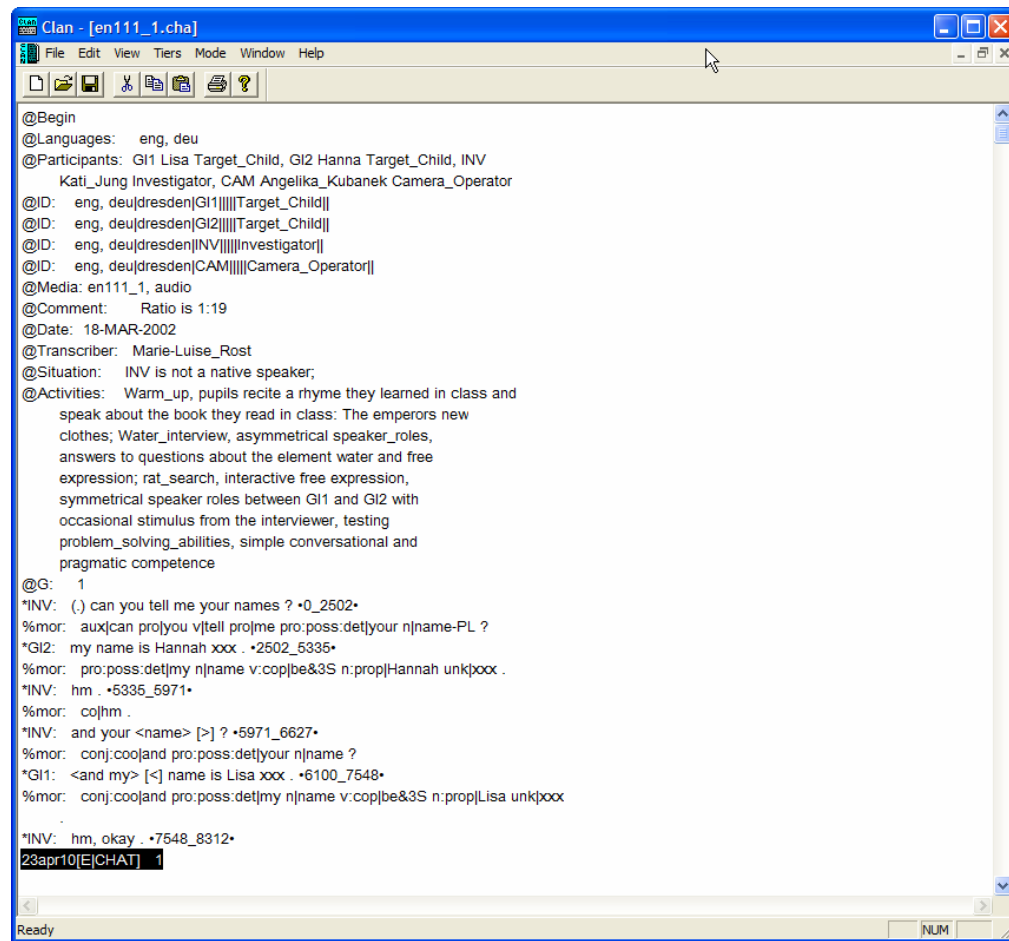 Clan - [en111_1.cha]
File Edit View Tiers Mode Window Help
@Begin
@Languages: eng, deu
@Participants: GI1 Lisa Target_Child, GI2 Hanna Target_Child, INV
Kati_Jung Investigator, CAM Angelika_Kubanek Camera_Operator
@ID: eng, deu|dresden|GI1|||||Target_Child||
@ID: eng, deu|dresden|GI2|||||Target_Child||
@ID: eng, deu|dresden|INV|||||Investigator||
@ID: eng, deu|dresden|CAM|||||Camera_Operator||
@Media: en111_1, audio
@Comment: Ratio is 1:19
@Date: 18-MAR-2002
@Transcriber: Marie-Luise_Rost
@Situation: INV is not a native speaker;
@Activities: Warm_up, pupils recite a rhyme they learned in class and
speak about the book they read in class: The emperors new
clothes; Water_interview, asymmetrical speaker_roles,
answers to questions about the element water and free
expression; rat_search, interactive free expression,
symmetrical speaker roles between GI1 and GI2 with
occasional stimulus from the interviewer, testing
problem_solving_abilities, simple conversational and
pragmatic competence
@G: 1
*INV: (.) can you tell me your names ? •0_2502•
%mor: aux|can pro|you v|tell pro|me pro:poss:det|your n|name-PL ?
*GI2: my name is Hannah xxx . •2502_5335•
%mor: pro:poss:det|my n|name v:cop|be&3S n:prop|Hannah unk|xxx .
*INV: hm . •5335_5971•
%mor: co|hm .
*INV: and your <name> [>] ? •5971_6627•
%mor: conj:coo|and pro:poss:det|your n|name ?
*GI1: <and my> [<] name is Lisa xxx . •6100_7548•
%mor: conj:coo|and pro:poss:det|my n|name v:cop|be&3S n:prop|Lisa unk|xxx
.
*INV: hm, okay . •7548_8312•
23apr10[E|CHAT] 1
Ready NUM